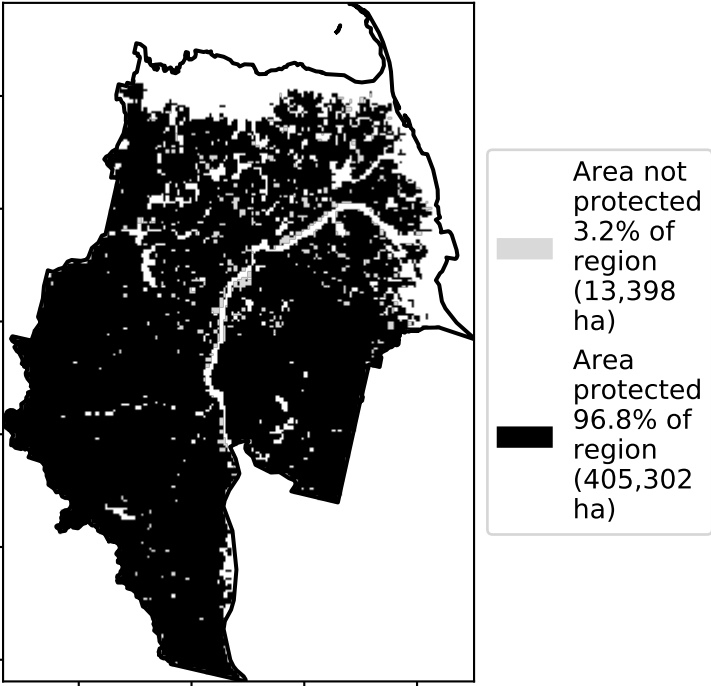 Area not
protected
3.2% of
region
(13,398
ha)
Area
protected
96.8% of
region
(405,302
ha)